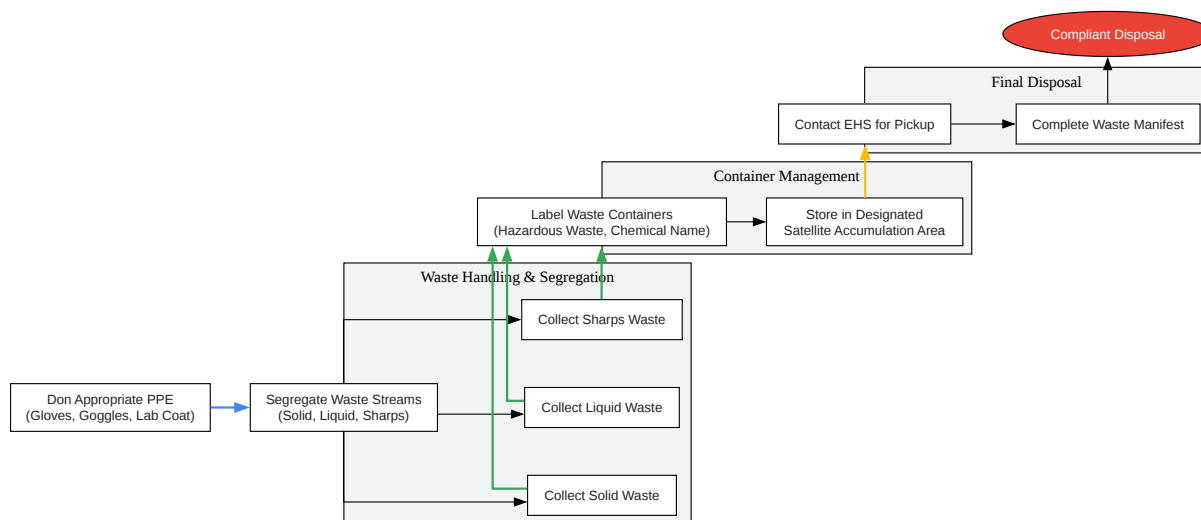 Compliant Disposal
Final Disposal
Contact EHS for Pickup
Complete Waste Manifest
Container Management
Label Waste Containers
(Hazardous Waste, Chemical Name)
Store in Designated
Satellite Accumulation Area
Waste Handling & Segregation
Collect Sharps Waste
Don Appropriate PPE
(Gloves, Goggles, Lab Coat)
Segregate Waste Streams
(Solid, Liquid, Sharps)
Collect Liquid Waste
Collect Solid Waste